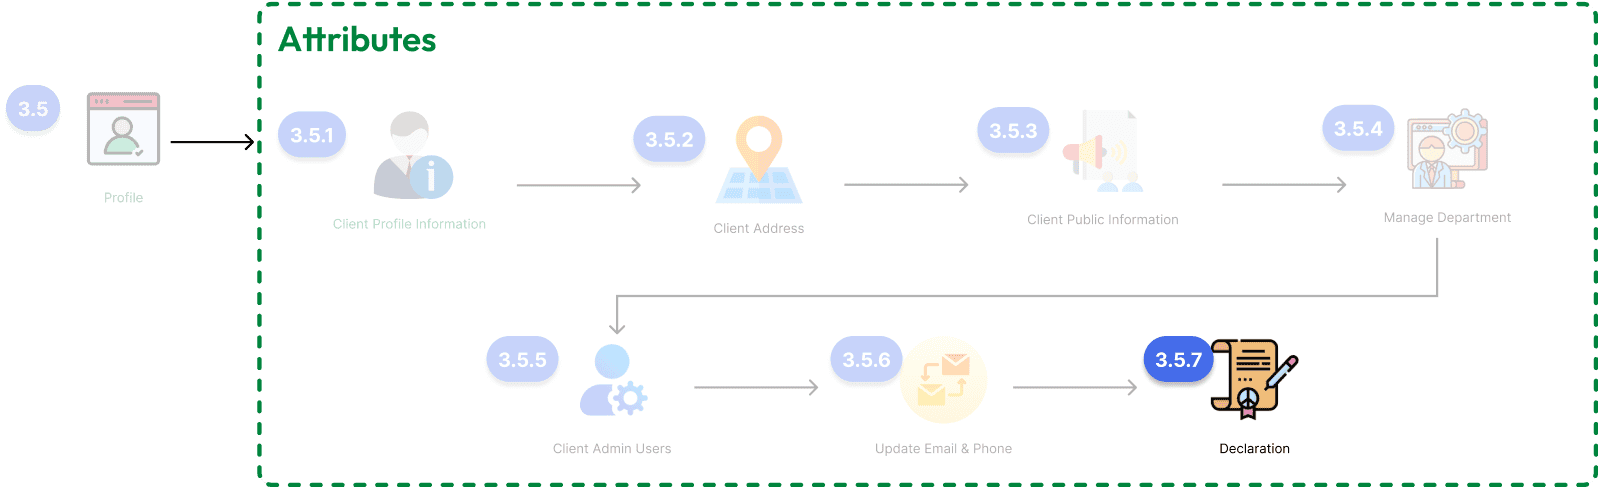 Attributes
3.5
Profile
3.5.1
Client Profile Information
3.5.2
Client Address
3.5.3
Client Public Information
3.5.4
Manage Department
3.5.5
Client Admin Users
3.5.6
Update Email & Phone
3.5.7
Declaration